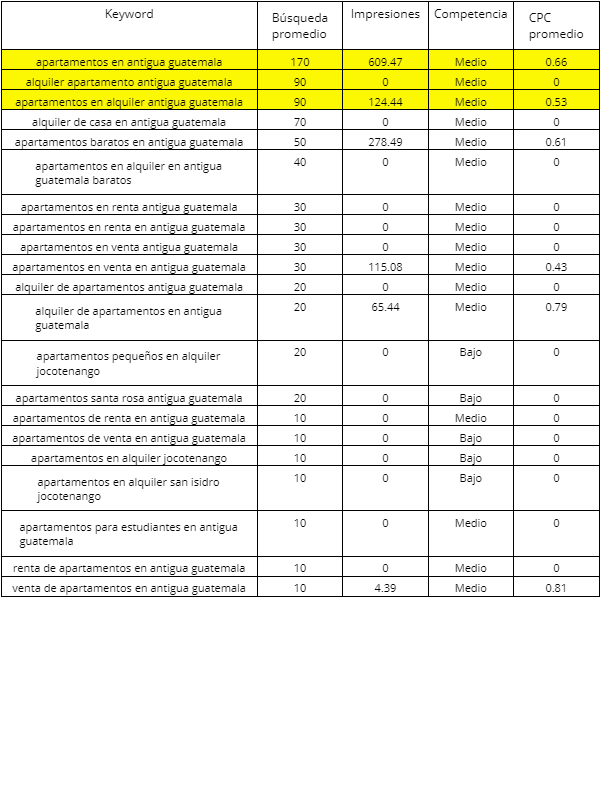 Keyword Búsqueda promedio Impresiones Competencia CPC promedio
apartamentos en antigua guatemala 170 609.47 Medio 0.66
alquiler apartamento antigua guatemala 90 0 Medio 0
apartamentos en alquiler antigua guatemala 90 124.44 Medio 0.53
alquiler de casa en antigua guatemala 70 0 Medio 0
apartamentos baratos en antigua guatemala 50 278.49 Medio 0.61
apartamentos en alquiler en antigua guatemala baratos 40 0 Medio 0
apartamentos en renta antigua guatemala 30 0 Medio 0
apartamentos en renta en antigua guatemala 30 0 Medio 0
apartamentos en venta antigua guatemala 30 0 Medio 0
apartamentos en venta en antigua guatemala 30 115.08 Medio 0.43
alquiler de apartamentos antigua guatemala 20 0 Medio 0
alquiler de apartamentos en antigua guatemala 20 65.44 Medio 0.79
apartamentos pequeños en alquiler jocotenango 20 0 Bajo 0
apartamentos santa rosa antigua guatemala 20 0 Bajo 0
apartamentos de renta en antigua guatemala 10 0 Medio 0
apartamentos de venta en antigua guatemala 10 0 Bajo 0
apartamentos en alquiler jocotenango 10 0 Bajo 0
apartamentos en alquiler san isidro jocotenango 10 0 Bajo 0
apartamentos para estudiantes en antigua guatemala 10 0 Medio 0
renta de apartamentos en antigua guatemala 10 0 Medio 0
venta de apartamentos en antigua guatemala 10 4.39 Medio 0.81